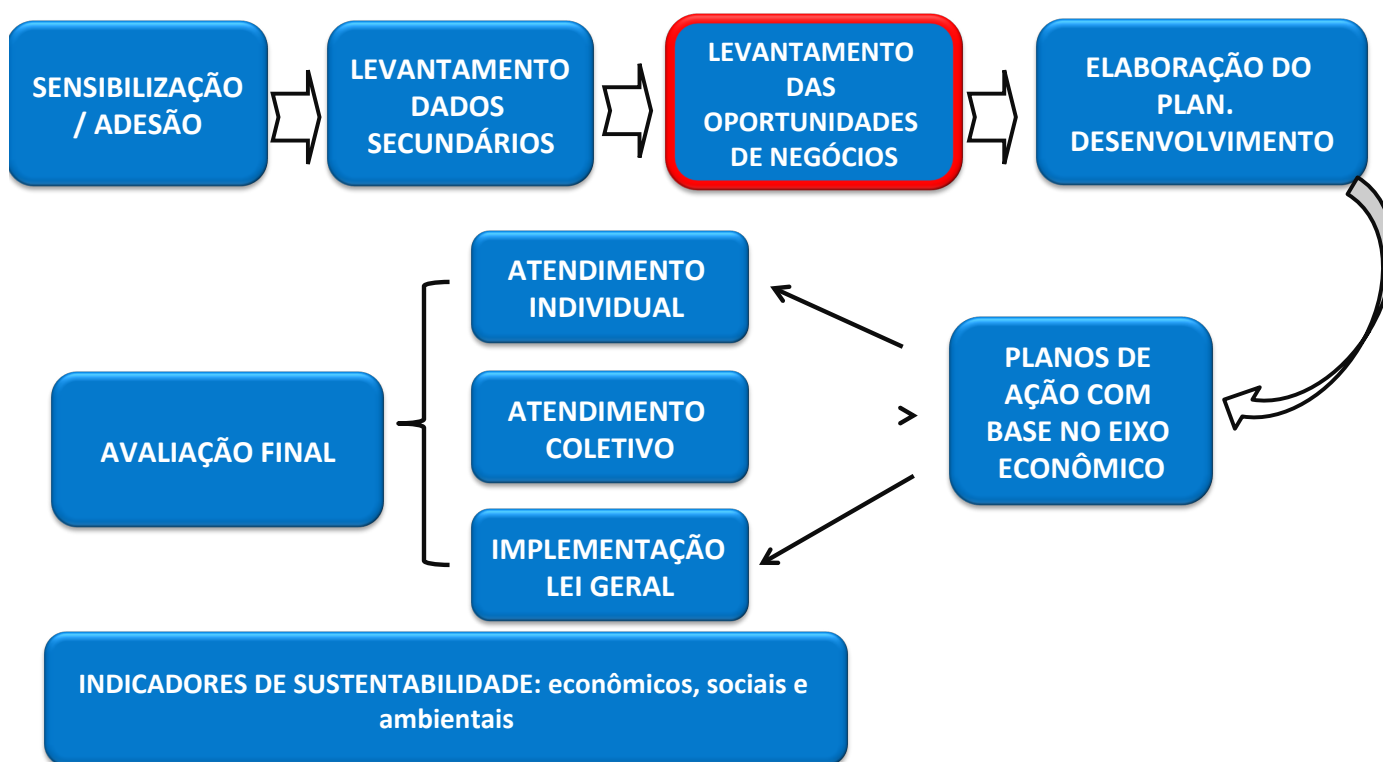 SENSIBILIZAÇÃO
/ ADESÃO
LEVANTAMENTO
DADOS
SECUNDÁRIOS
LEVANTAMENTO
DAS
OPORTUNIDADES
DE NEGÓCIOS
ELABORAÇÃO DO
PLAN.
DESENVOLVIMENTO
ATENDIMENTO
INDIVIDUAL
ATENDIMENTO
COLETIVO
IMPLEMENTAÇÃO
LEI GERAL
PLANOS DE
AÇÃO COM
BASE NO EIXO
ECONÔMICO
AVALIAÇÃO FINAL
INDICADORES DE SUSTENTABILIDADE: econômicos, sociais e
ambientais